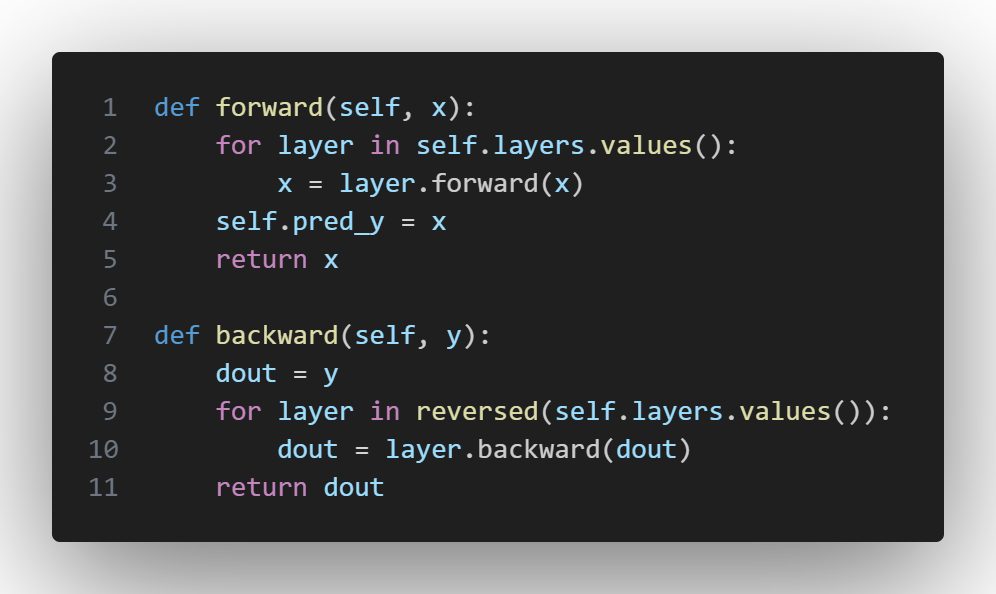 1 def forward(self, x):
2     for layer in self.layers.values():
3         x = layer.forward(x)
4     self.pred_y = x
5     return x
6
7 def backward(self, y):
8     dout = y
9     for layer in reversed(self.layers.values()):
10         dout = layer.backward(dout)
11     return dout